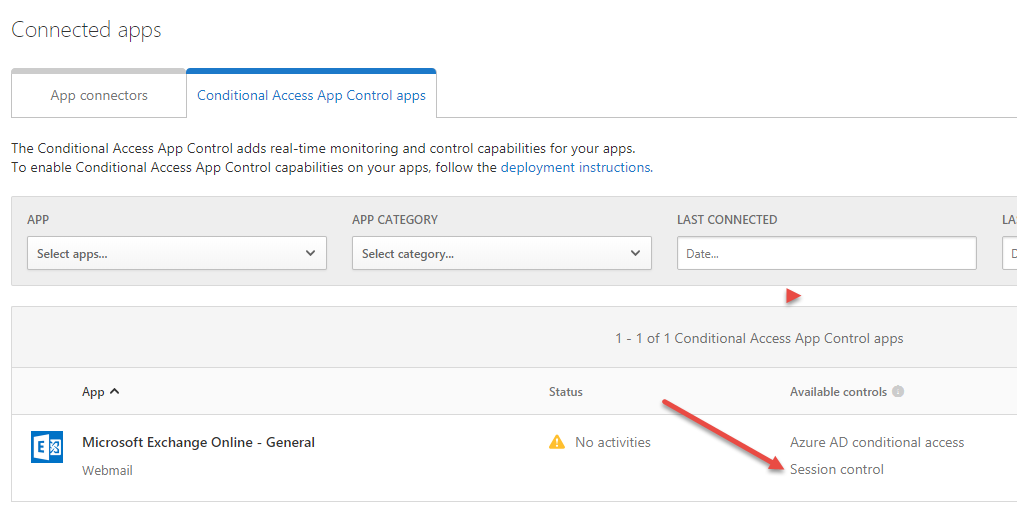 Connected apps
App connectors
Conditional Access App Control apps
The Conditional Access App Control adds real-time monitoring and control capabilities for your apps.
To enable Conditional Access App Control capabilities on your apps, follow the deployment instructions.
APP
APP CATEGORY
LAST CONNECTED
LA
Select apps...
Select category...
Date...
D
1 - 1 of 1 Conditional Access App Control apps
App
Status
Available controls
E
Microsoft Exchange Online - General
No activities
Azure AD conditional access
Webmail
Session control